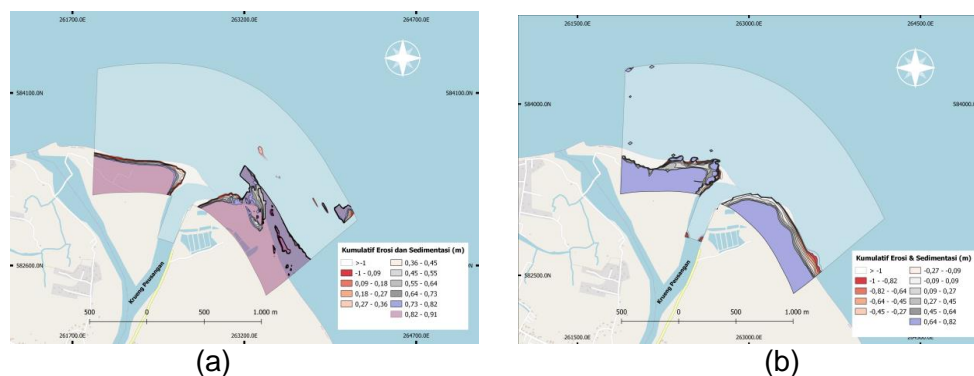 261700.0E
263200.0E
264700.0E
584100.0N
584100.0N
582600.0N
Krueng Peusangan
Kumulatif Erosi dan Sedimentasi (m)
> -1
-1 - 0,09
0,09 - 0,18
0,18 - 0,27
0,27 - 0,36
0,36 - 0,45
0,45 - 0,55
0,55 - 0,64
0,64 - 0,73
0,73 - 0,82
0,82 - 0,91
500 0 500 1.000 m
261700.0E
263200.0E
264700.0E
(a)
261500.0E
263000.0E
584000.0N
584000.0N
582500.0N
Krueng Peusangan
Kumulatif Erosi & Sedimentasi (m)
> -1
-1 - -0,82
-0,82 - -0,64
-0,64 - -0,45
-0,45 - -0,27
-0,27 - -0,09
-0,09 - 0,09
0,09 - 0,27
0,27 - 0,45
0,45 - 0,64
0,64 - 0,82
500 0 500 1.000 m
261500.0E
263000.0E
(b)